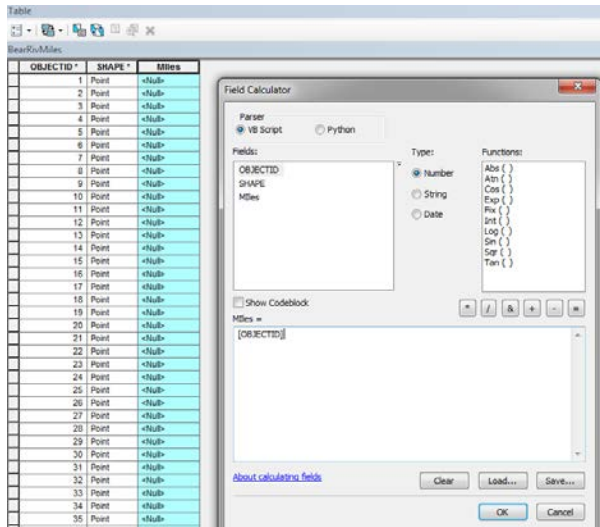 Table
BearRivMiles
OBJECTID * SHAPE * MIles
1 Point <Null>
2 Point <Null>
3 Point <Null>
4 Point <Null>
5 Point <Null>
6 Point <Null>
7 Point <Null>
8 Point <Null>
9 Point <Null>
10 Point <Null>
11 Point <Null>
12 Point <Null>
13 Point <Null>
14 Point <Null>
15 Point <Null>
16 Point <Null>
17 Point <Null>
18 Point <Null>
19 Point <Null>
20 Point <Null>
21 Point <Null>
22 Point <Null>
23 Point <Null>
24 Point <Null>
25 Point <Null>
26 Point <Null>
27 Point <Null>
28 Point <Null>
29 Point <Null>
30 Point <Null>
31 Point <Null>
32 Point <Null>
33 Point <Null>
34 Point <Null>
35 Point <Null>
Field Calculator
Parser
VB Script Python
Fields:
OBJECTID
SHAPE
MIles
Type:
Number
String
Date
Functions:
Abs ( )
Atn ( )
Cos ( )
Exp ( )
Fix ( )
Int ( )
Log ( )
Sin ( )
Sqr ( )
Tan ( )
Show Codeblock
* / & + - =
MIles =
[OBJECTID]
About calculating fields
Clear Load... Save...
OK Cancel